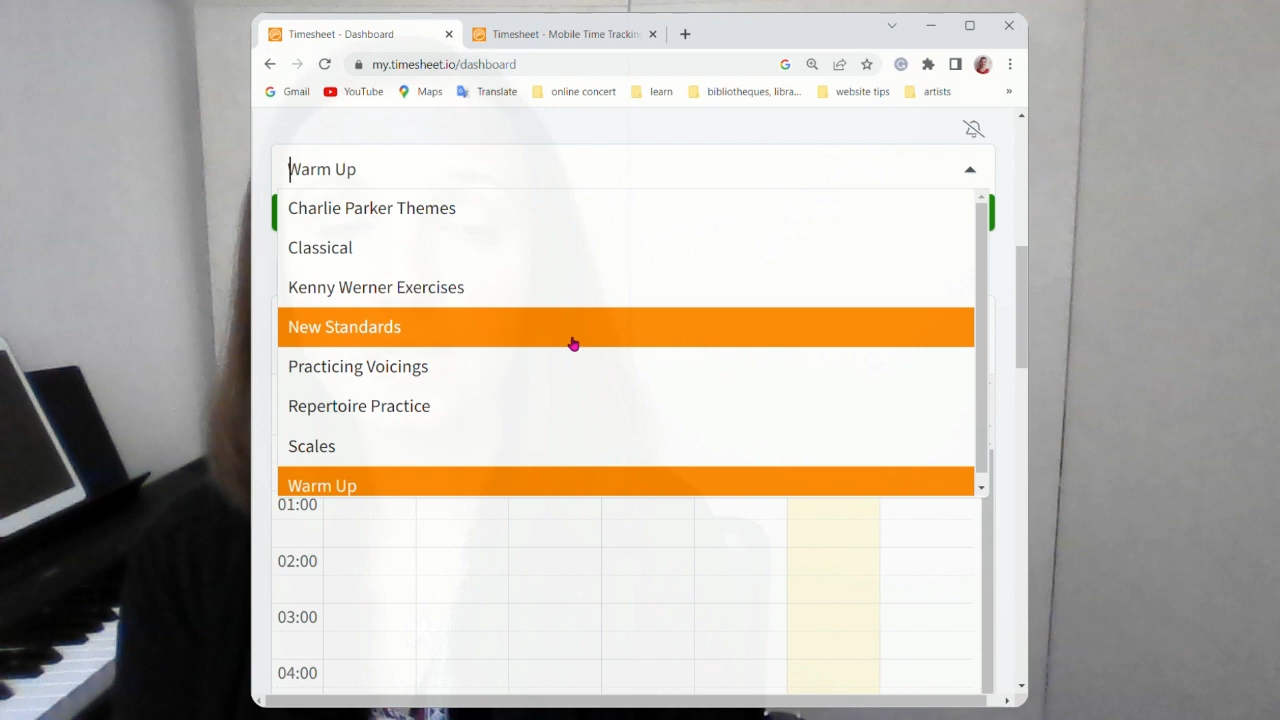 Timesheet - Dashboard
Timesheet - Mobile Time Trackin
my.timesheet.io/dashboard
Gmail
YouTube
Maps
Translate
online concert
learn
bibliotheques, libra...
website tips
artists
»
Warm Up
Charlie Parker Themes
Classical
Kenny Werner Exercises
New Standards
Practicing Voicings
Repertoire Practice
Scales
Warm Up
01:00
02:00
03:00
04:00